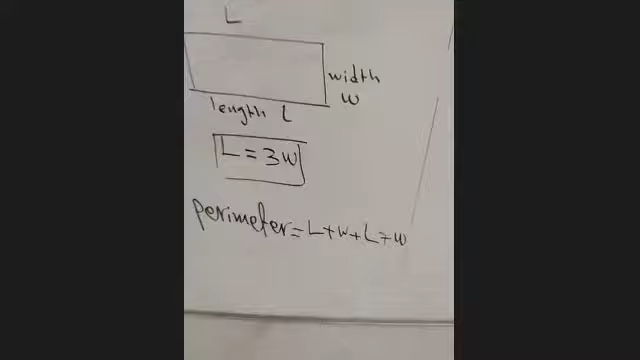 L
width
w
length L
L = 3w
perimeter = L + w + L + w